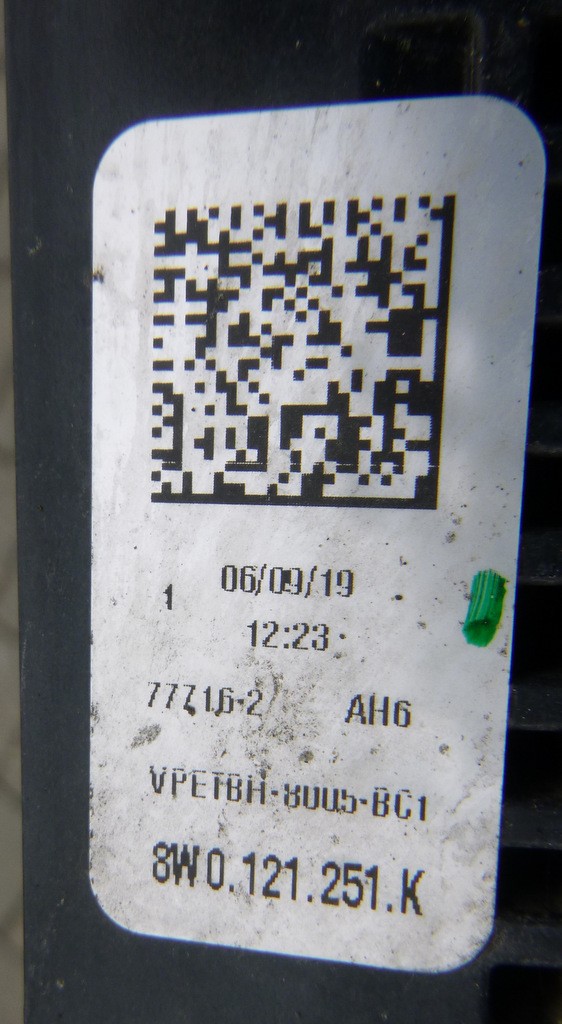 1 06/09/19
12:23
77716-2 AH6
VPETBH-8005-BC1
8W0.121.251.K